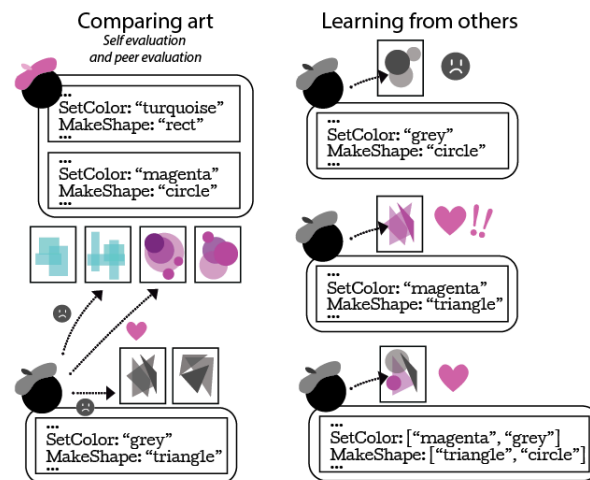 Comparing art
Self evaluation
and peer evaluation
...
SetColor: “turquoise”
MakeShape: “rect”
...
...
SetColor: “magenta”
MakeShape: “circle”
...
...
SetColor: “grey”
MakeShape: “triangle”
...
Learning from others
...
SetColor: “grey”
MakeShape: “circle”
...
!!
...
SetColor: “magenta”
MakeShape: “triangle”
...
...
SetColor: [“magenta”, “grey”]
MakeShape: [“triangle”, “circle”]
...